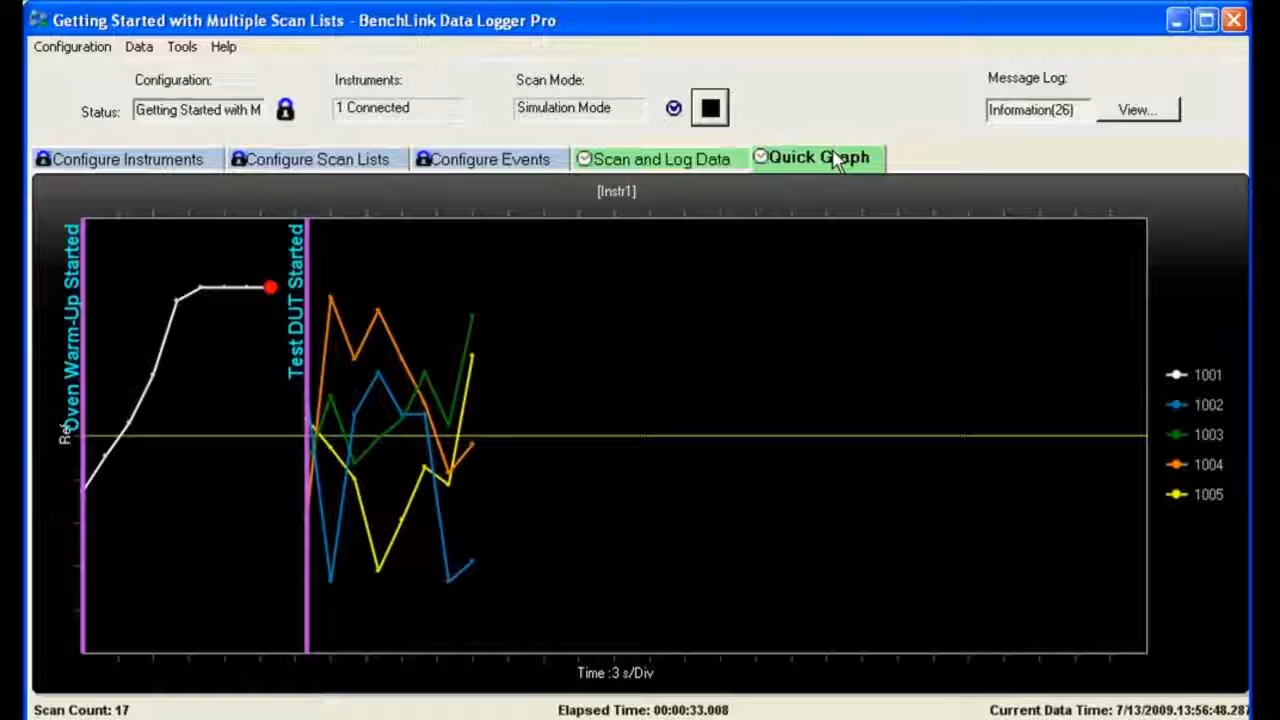 Getting Started with Multiple Scan Lists - BenchLink Data Logger Pro
Configuration Data Tools Help
Configuration: Instruments: Scan Mode: Message Log:
Status: Getting Started with M 1 Connected Simulation Mode Information(26) View...
Configure Instruments Configure Scan Lists Configure Events Scan and Log Data Quick Graph
[Instr1]
Oven Warm-Up Started
Test DUT Started
1001
1002
1003
1004
1005
Time :3 s/Div
Scan Count: 17 Elapsed Time: 00:00:33.008 Current Data Time: 7/13/2009.13:56:48.287